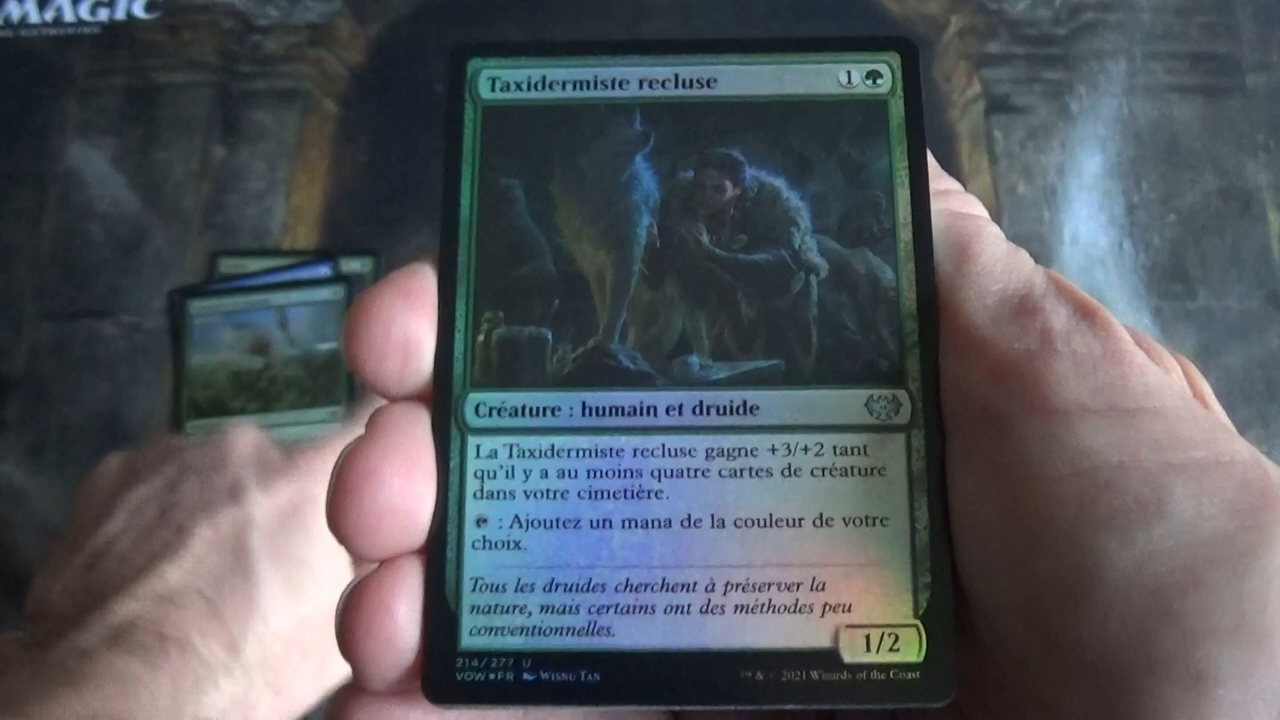 MAGIC
Taxidermiste recluse 1
Créature : humain et druide
La Taxidermiste recluse gagne +3/+2 tant
qu'il y a au moins quatre cartes de créature
dans votre cimetière.
: Ajoutez un mana de la couleur de votre
choix.
Tous les druides cherchent à préserver la
nature, mais certains ont des méthodes peu
conventionnelles.
1/2
214/277 U
VOW★FR Wisnu Tan
™ & © 2021 Wizards of the Coast